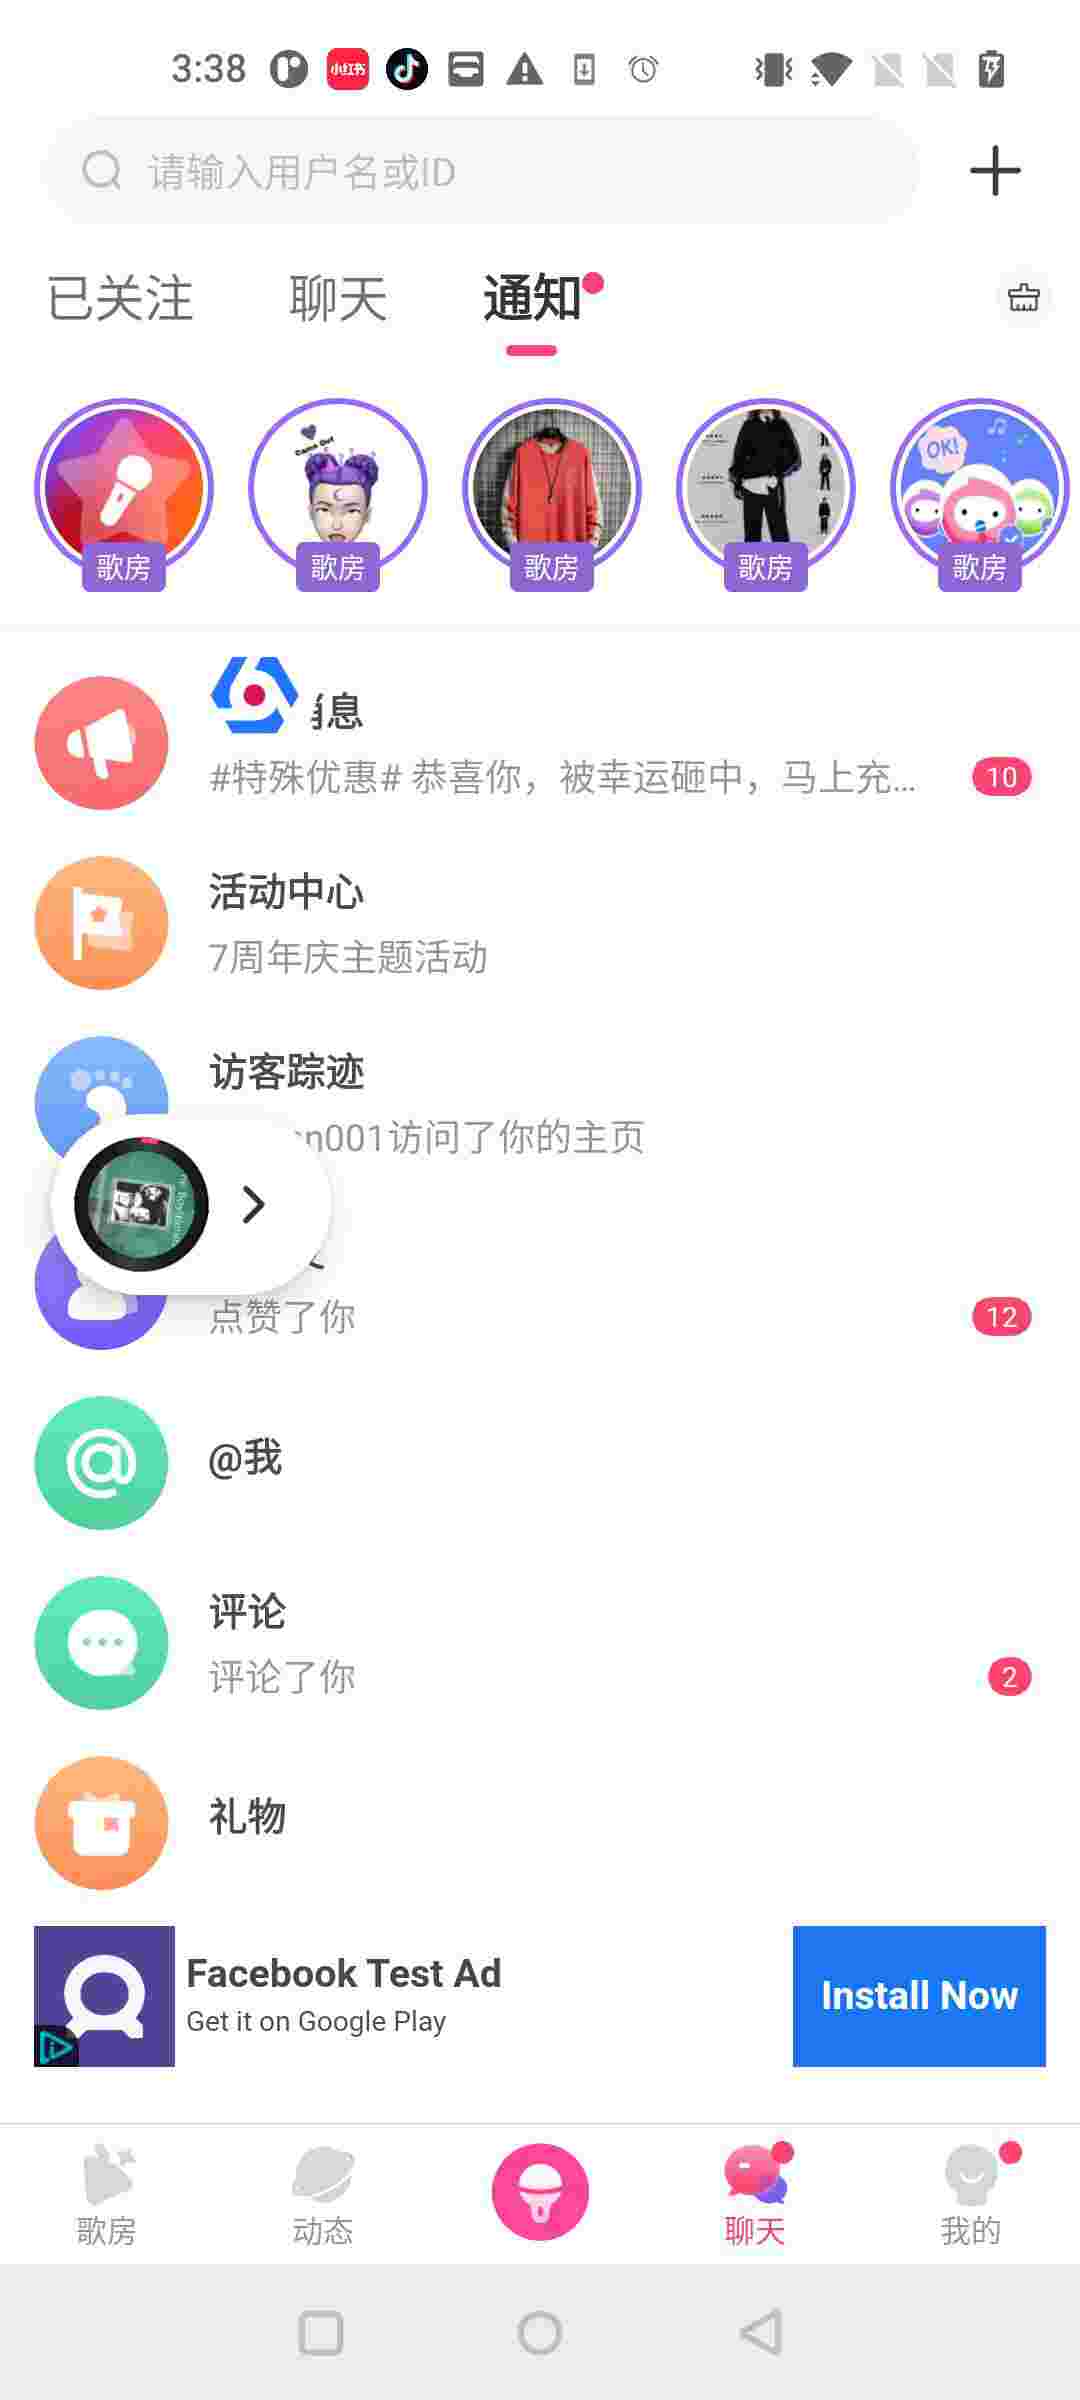 3:38
小红书
请输入用户名或ID
已关注
聊天
通知
Game Out
OK!
歌房
歌房
歌房
歌房
歌房
息
#特殊优惠# 恭喜你，被幸运砸中，马上充...
10
活动中心
7周年庆主题活动
访客踪迹
n001访问了你的主页
点赞了你
12
@我
评论
评论了你
2
礼物
Facebook Test Ad
Get it on Google Play
Install Now
歌房
动态
聊天
我的